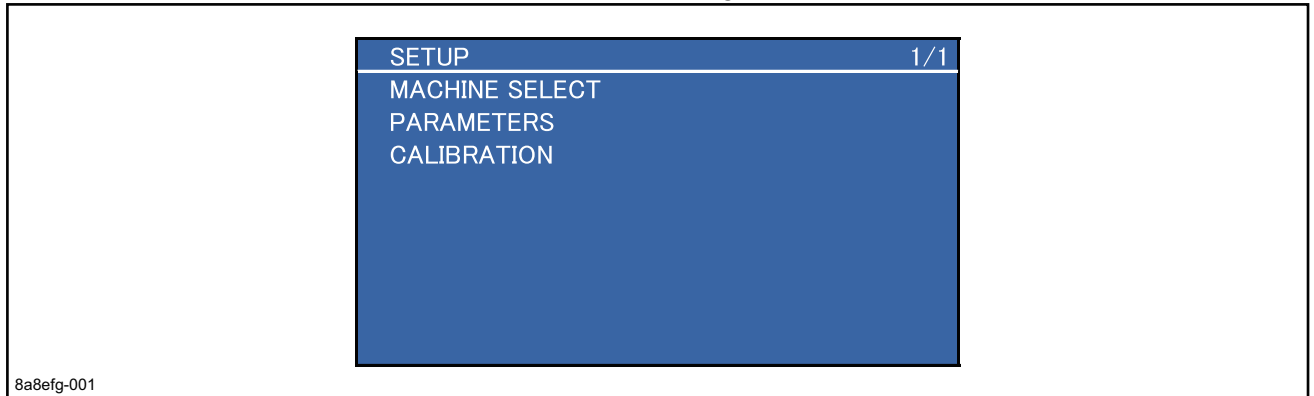 SETUP 1/1
MACHINE SELECT
PARAMETERS
CALIBRATION
8a8efg-001